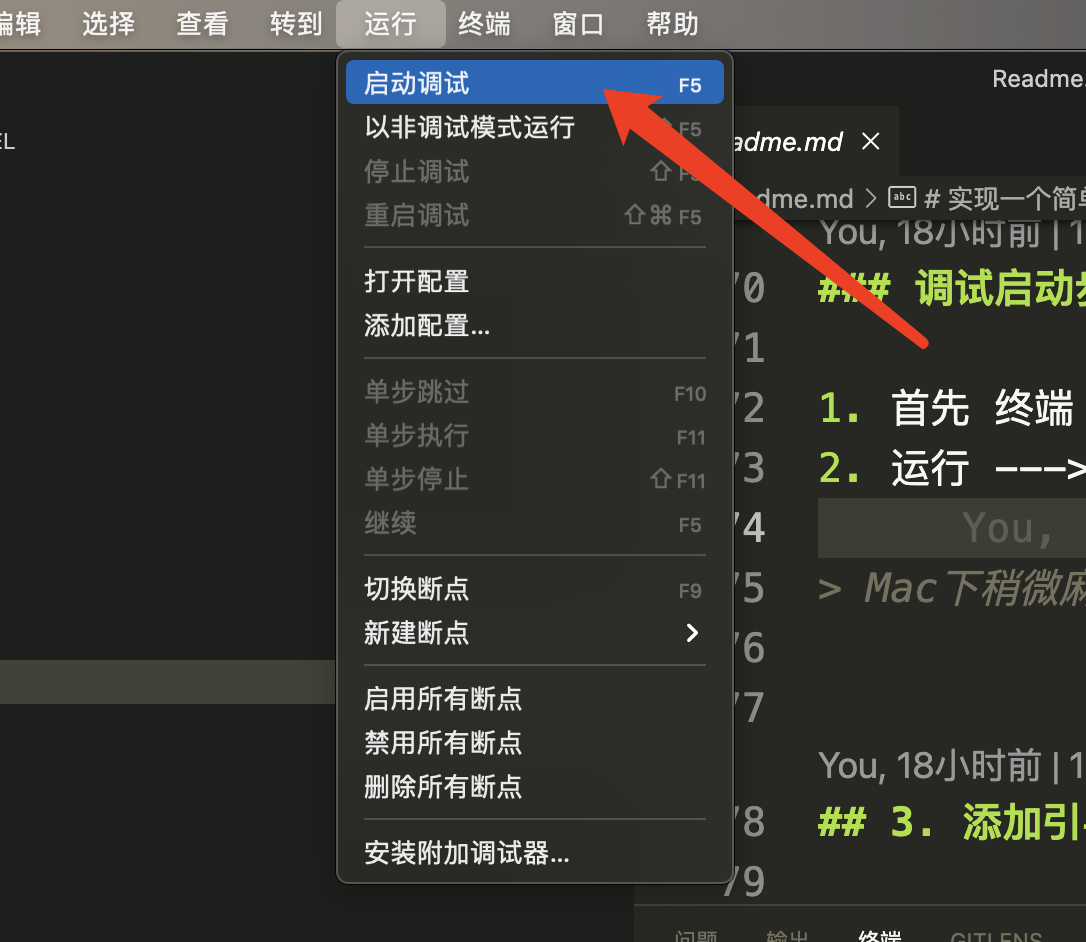 编辑 选择 查看 转到 运行 终端 窗口 帮助
启动调试 F5
以非调试模式运行 F5
停止调试 ⇧
重启调试 ⇧⌘ F5
打开配置
添加配置...
单步跳过 F10
单步执行 F11
单步停止 ⇧ F11
继续 F5
切换断点 F9
新建断点
启用所有断点
禁用所有断点
删除所有断点
安装附加调试器...
EL
Readme.
adme.md ×
dme.md > abc # 实现一个简单
You, 18小时前 | 1
70 ### 调试启动步
71
72 1. 首先 终端
73 2. 运行 --->
74 You,
75 > Mac下稍微麻
76
77
You, 18小时前 | 1
78 ## 3. 添加引
79
问题 输出 终端 GITLENS